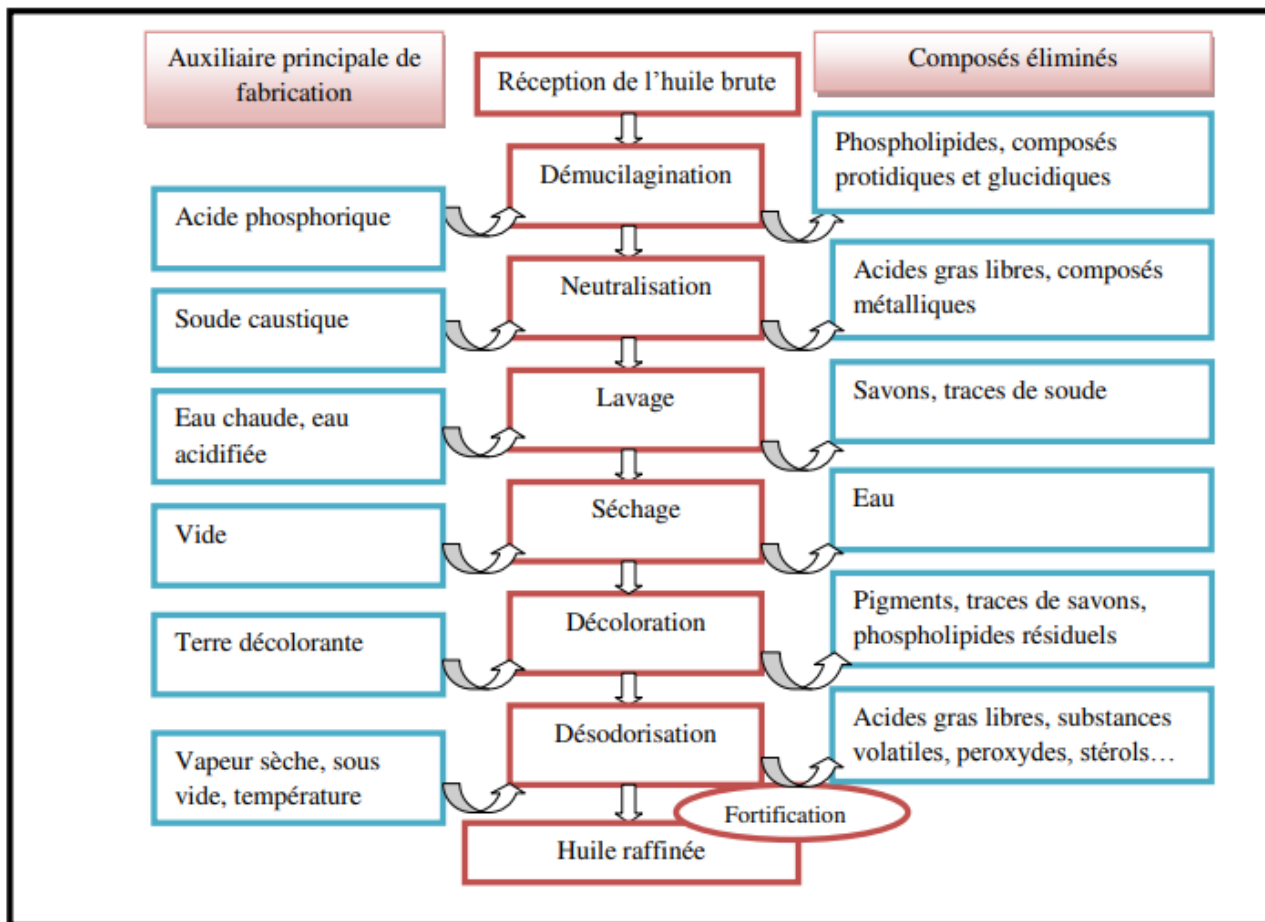 Auxiliaire principale de
fabrication
Réception de l'huile brute
Composés éliminés
Démucilagination
Acide phosphorique
Phospholipides, composés
protidiques et glucidiques
Neutralisation
Soude caustique
Acides gras libres, composés
métalliques
Lavage
Eau chaude, eau
acidifiée
Savons, traces de soude
Séchage
Vide
Eau
Décoloration
Terre décolorante
Pigments, traces de savons,
phospholipides résiduels
Désodorisation
Vapeur sèche, sous
vide, température
Acides gras libres, substances
volatiles, peroxydes, stérols…
Fortification
Huile raffinée